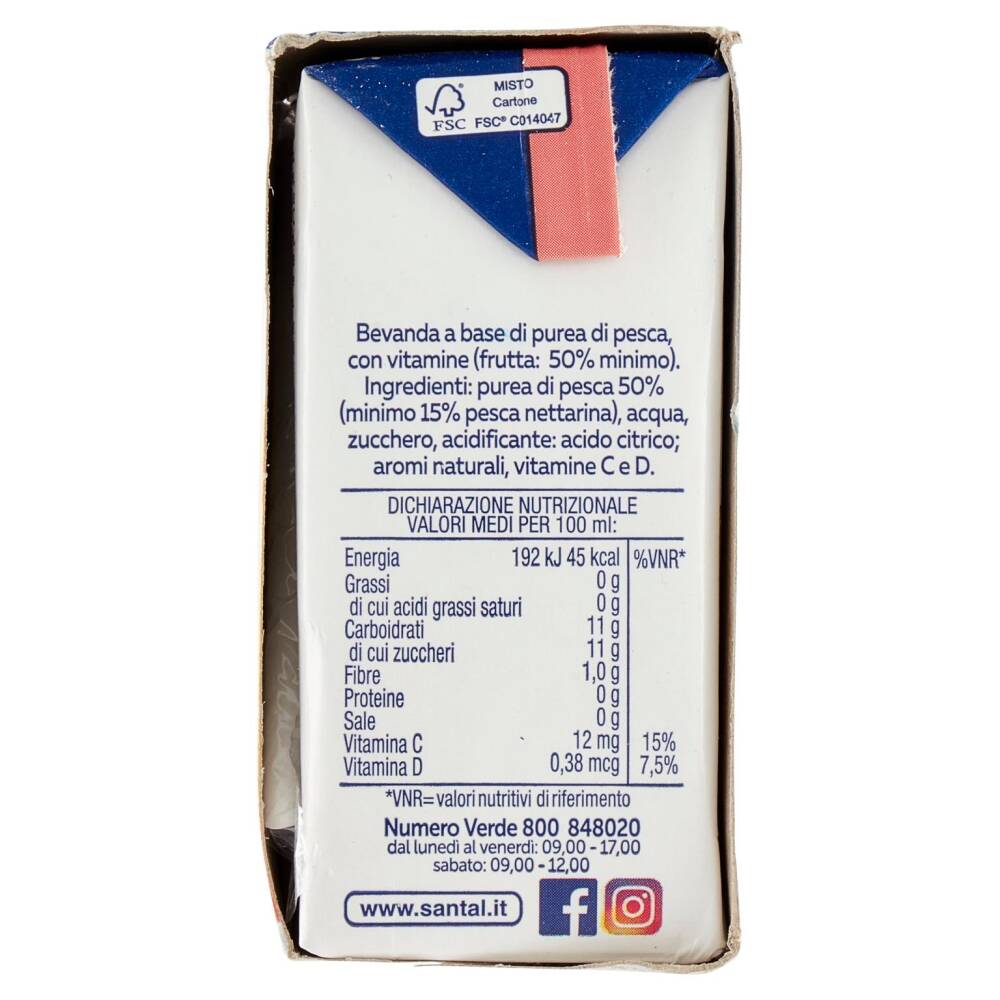 MISTO
Cartone
FSC FSC® C014047
Bevanda a base di purea di pesca,
con vitamine (frutta: 50% minimo).
Ingredienti: purea di pesca 50%
(minimo 15% pesca nettarina), acqua,
zucchero, acidificante: acido citrico;
aromi naturali, vitamine C e D.
DICHIARAZIONE NUTRIZIONALE
VALORI MEDI PER 100 ml:
Energia 192 kJ 45 kcal %VNR*
Grassi 0 g
di cui acidi grassi saturi 0 g
Carboidrati 11 g
di cui zuccheri 11 g
Fibre 1,0 g
Proteine 0 g
Sale 0 g
Vitamina C 12 mg 15%
Vitamina D 0,38 mcg 7,5%
*VNR=valori nutritivi di riferimento
Numero Verde 800 848020
dal lunedì al venerdì: 09,00 - 17,00
sabato: 09,00 - 12,00
www.santal.it